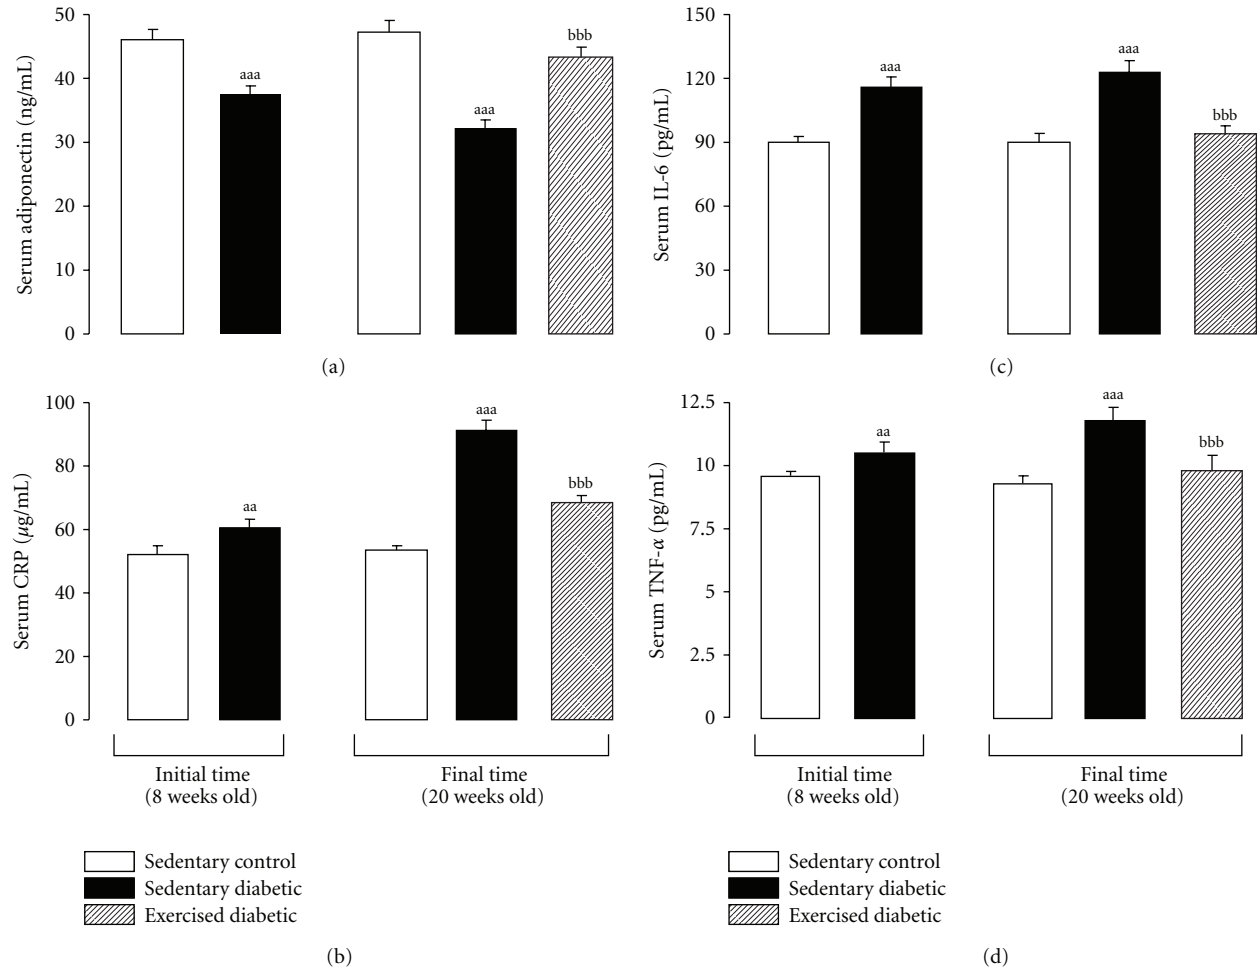 Serum adiponectin (ng/mL)
50
40
30
20
10
0
aaa
aaa
bbb
(a)
Serum IL-6 (pg/mL)
150
120
90
60
30
0
aaa
aaa
bbb
(c)
Serum CRP (µg/mL)
100
80
60
40
20
0
aa
aaa
bbb
Initial time
(8 weeks old)
Final time
(20 weeks old)
Sedentary control
Sedentary diabetic
Exercised diabetic
(b)
Serum TNF-α (pg/mL)
12.5
10
7.5
5
2.5
0
aa
aaa
bbb
Initial time
(8 weeks old)
Final time
(20 weeks old)
Sedentary control
Sedentary diabetic
Exercised diabetic
(d)